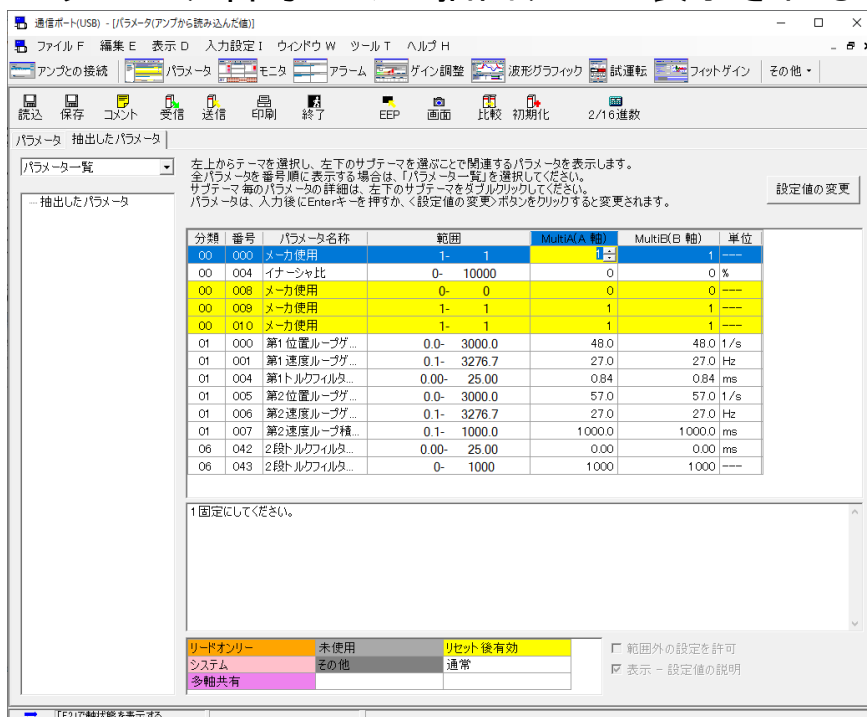 通信ポート(USB) - [パラメータ(アンプから読み込んだ値)]
ファイル F 編集 E 表示 D 入力設定 I ウィンドウ W ツール T ヘルプ H
アンプとの接続 パラメータ モニタ アラーム ゲイン調整 波形グラフィック 試運転 フィットゲイン その他
読込 保存 コメント 受信 送信 印刷 終了 EEP 画面 比較 初期化 2/16進数
パラメータ 抽出したパラメータ
パラメーター覧
抽出したパラメータ
左上からテーマを選択し、左下のサブテーマを選ぶことで関連するパラメータを表示します。
全パラメータを番号順に表示する場合は、「パラメーター覧」を選択してください。
サブテーマ毎のパラメータの詳細は、左下のサブテーマをダブルクリックしてください。
パラメータは、入力後にEnterキーを押すか、<設定値の変更>ボタンをクリックすると変更されます。
設定値の変更
分類 番号 パラメータ名称 範囲 MultiA(A 軸) MultiB(B 軸) 単位
00 000 メーカ使用 1- 1 1 1 ---
00 004 イナーシャ比 0- 10000 0 0 %
00 008 メーカ使用 0- 0 0 0 ---
00 009 メーカ使用 1- 1 1 1 ---
00 010 メーカ使用 1- 1 1 1 ---
01 000 第1位置ループゲ... 0.0- 3000.0 48.0 48.0 1/s
01 001 第1速度ループゲ... 0.1- 3276.7 27.0 27.0 Hz
01 004 第1トルクフィルタ... 0.00- 25.00 0.84 0.84 ms
01 005 第2位置ループゲ... 0.0- 3000.0 57.0 57.0 1/s
01 006 第2速度ループゲ... 0.1- 3276.7 27.0 27.0 Hz
01 007 第2速度ループ積... 0.1- 1000.0 1000.0 1000.0 ms
06 042 2段トルクフィルタ... 0.00- 25.00 0.00 0.00 ms
06 043 2段トルクフィルタ... 0- 1000 1000 1000 ---
1固定にしてください。
リードオンリー 未使用 リセット後有効
システム その他 通常
多軸共有
範囲外の設定を許可
表示 - 設定値の説明